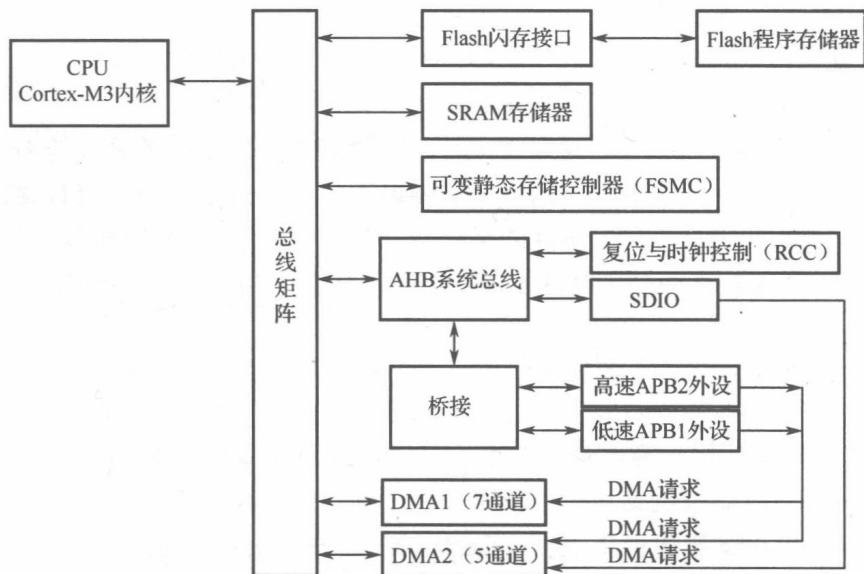 CPU
Cortex-M3内核
总线矩阵
Flash闪存接口
Flash程序存储器
SRAM存储器
可变静态存储控制器（FSMC）
AHB系统总线
复位与时钟控制（RCC）
SDIO
桥接
高速APB2外设
低速APB1外设
DMA1（7通道）
DMA请求
DMA请求
DMA2（5通道）
DMA请求